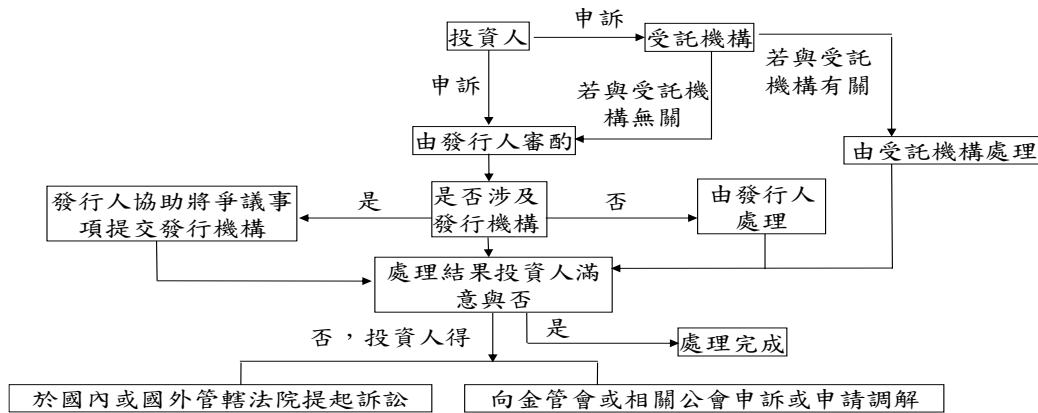 申訴
投資人
受託機構
若與受託
機構有關
申訴
若與受託機
構無關
由發行人審酌
由受託機構處理
發行人協助將爭議事
項提交發行機構
是
是否涉及
發行機構
否
由發行人
處理
處理結果投資人滿
意與否
否，投資人得
是
處理完成
於國內或國外管轄法院提起訴訟
向金管會或相關公會申訴或申請調解